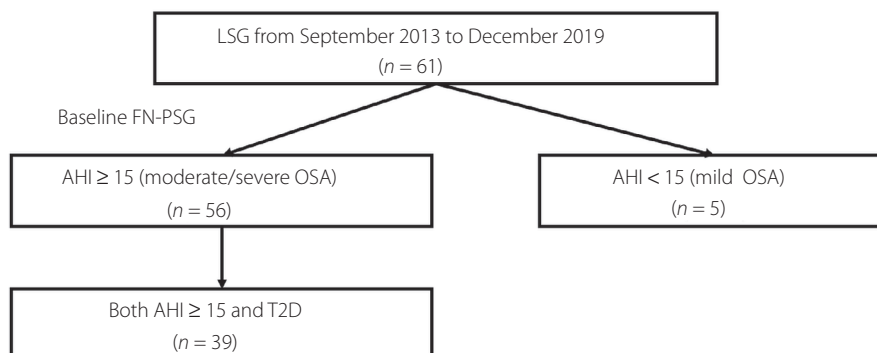 LSG from September 2013 to December 2019
(n = 61)
Baseline FN-PSG
AHI ≥ 15 (moderate/severe OSA)
(n = 56)
AHI < 15 (mild OSA)
(n = 5)
Both AHI ≥ 15 and T2D
(n = 39)